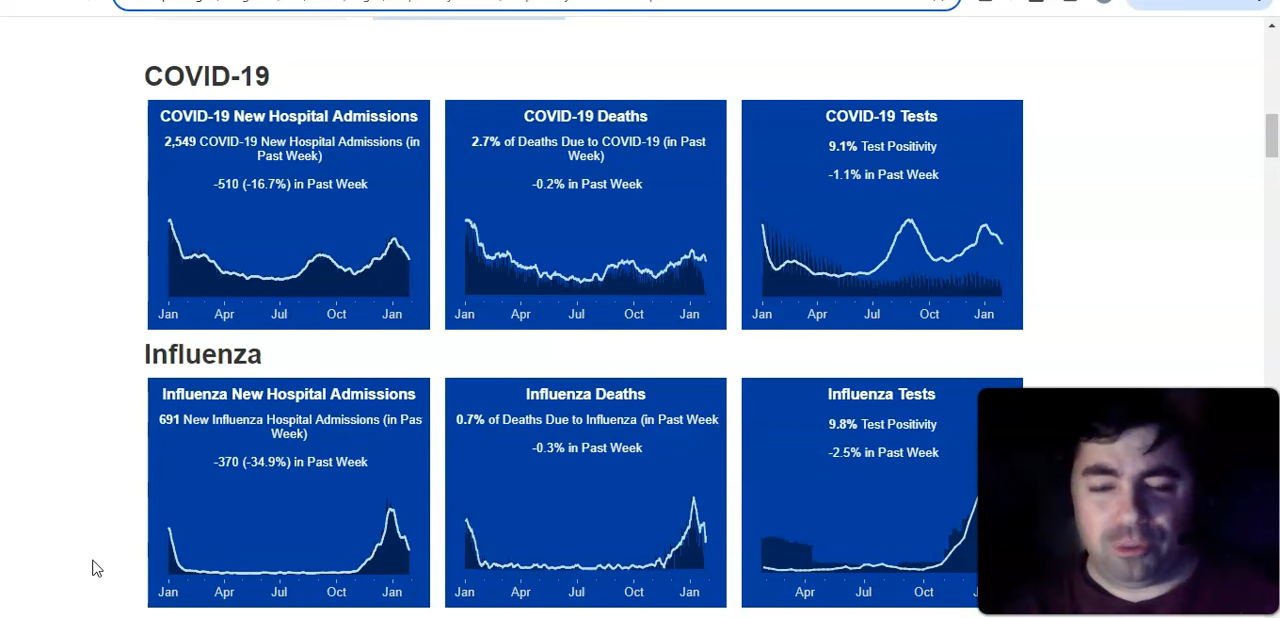 COVID-19
COVID-19 New Hospital Admissions
2,549 COVID-19 New Hospital Admissions (in
Past Week)
-510 (-16.7%) in Past Week
Jan Apr Jul Oct Jan
COVID-19 Deaths
2.7% of Deaths Due to COVID-19 (in Past
Week)
-0.2% in Past Week
Jan Apr Jul Oct Jan
COVID-19 Tests
9.1% Test Positivity
-1.1% in Past Week
Jan Apr Jul Oct Jan
Influenza
Influenza New Hospital Admissions
691 New Influenza Hospital Admissions (in Pas
Week)
-370 (-34.9%) in Past Week
Jan Apr Jul Oct Jan
Influenza Deaths
0.7% of Deaths Due to Influenza (in Past Week
-0.3% in Past Week
Jan Apr Jul Oct Jan
Influenza Tests
9.8% Test Positivity
-2.5% in Past Week
Apr Jul Oct